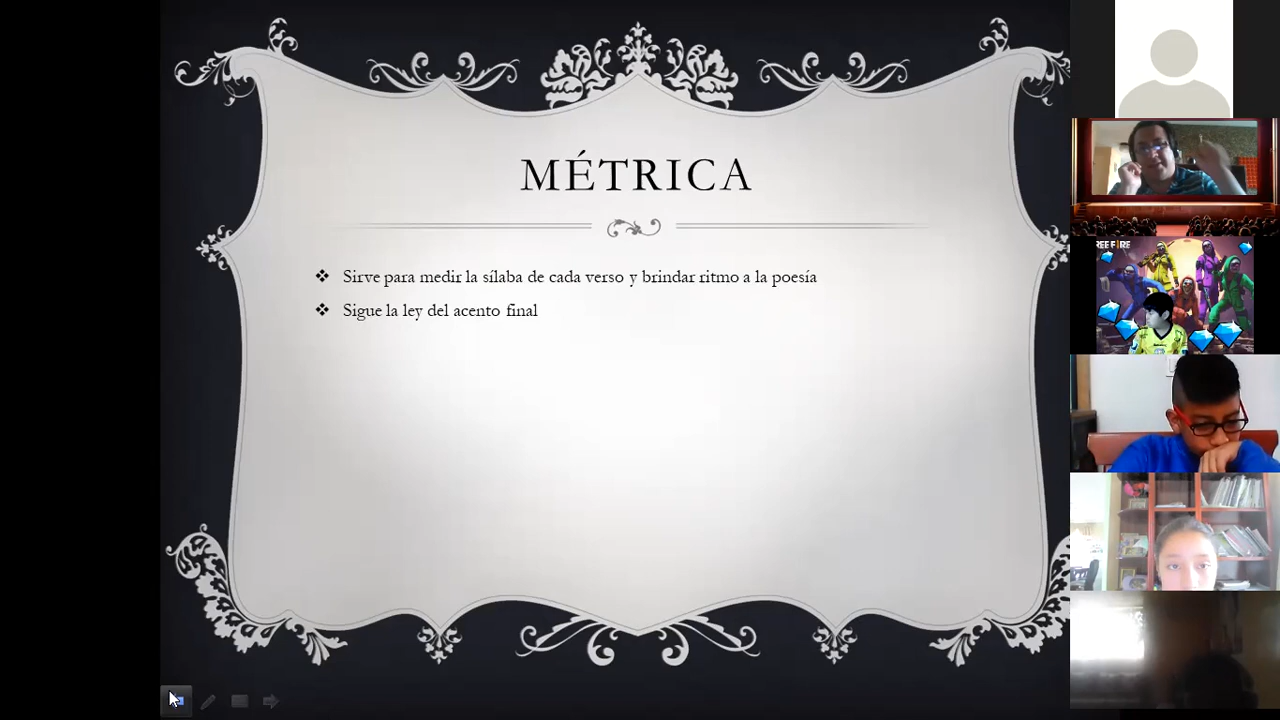 MÉTRICA
Sirve para medir la sílaba de cada verso y brindar ritmo a la poesía
Sigue la ley del acento final
FREE FIRE